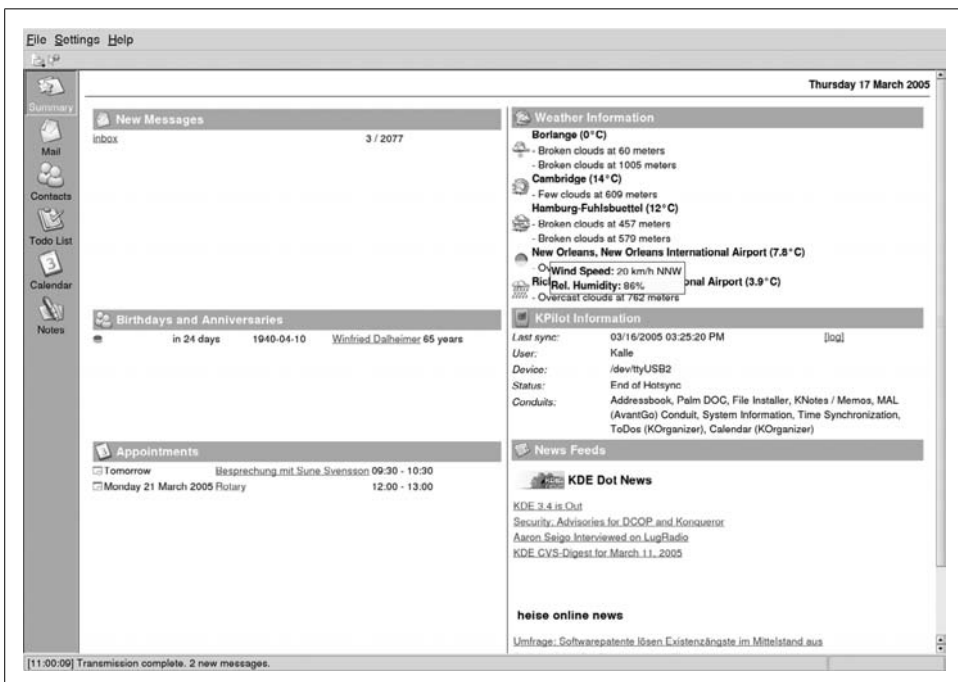 File Settings Help
Thursday 17 March 2005
Summary
Mail
Contacts
Todo List
Calendar
Notes
New Messages
inbox 3 / 2077
Birthdays and Anniversaries
in 24 days 1940-04-10 Winfried Dalheimer 65 years
Appointments
Tomorrow Besprechung mit Sune Svensson 09:30 - 10:30
Monday 21 March 2005 Rotary 12:00 - 13:00
Weather Information
Borlange (0°C)
- Broken clouds at 60 meters
- Broken clouds at 1005 meters
Cambridge (14°C)
- Few clouds at 609 meters
Hamburg-Fuhlsbuettel (12°C)
- Broken clouds at 457 meters
- Broken clouds at 579 meters
New Orleans, New Orleans International Airport (7.8°C)
- Ov
Wind Speed: 20 km/h NNW
Rel. Humidity: 86%
Ric onal Airport (3.9°C)
- Overcast clouds at 762 meters
KPilot Information
Last sync: 03/16/2005 03:25:20 PM [log]
User: Kalle
Device: /dev/ttyUSB2
Status: End of Hotsync
Conduits: Addressbook, Palm DOC, File Installer, KNotes / Memos, MAL
(AvantGo) Conduit, System Information, Time Synchronization,
ToDos (KOrganizer), Calendar (KOrganizer)
News Feeds
KDE Dot News
KDE 3.4 is Out
Security: Advisories for DCOP and Konqueror
Aaron Seigo Interviewed on LugRadio
KDE CVS-Digest for March 11, 2005
heise online news
Umfrage: Softwarepatente lösen Existenzängste im Mittelstand aus
[11:00:09] Transmission complete. 2 new messages.